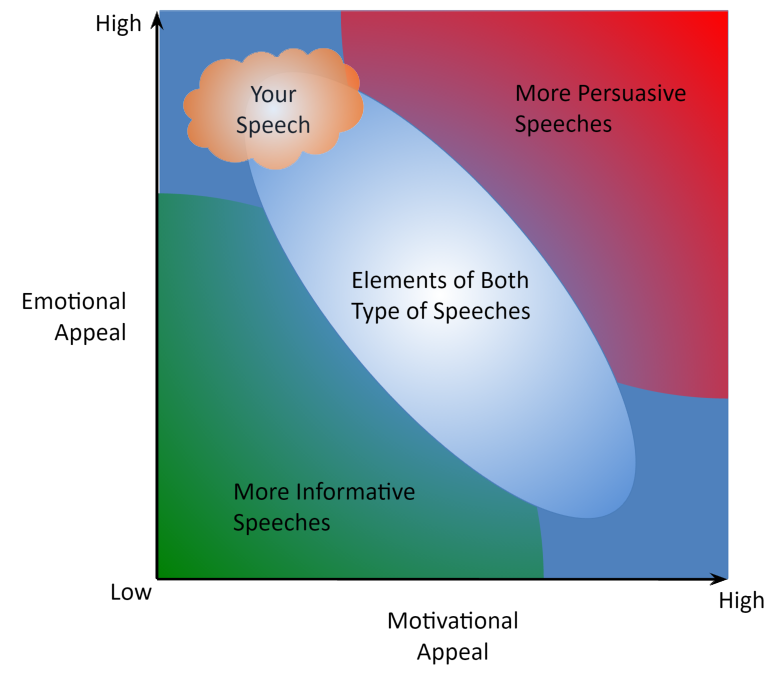 High
Your
Speech
More Persuasive
Speeches
Elements of Both
Type of Speeches
Emotional
Appeal
More Informative
Speeches
Low
High
Motivational
Appeal